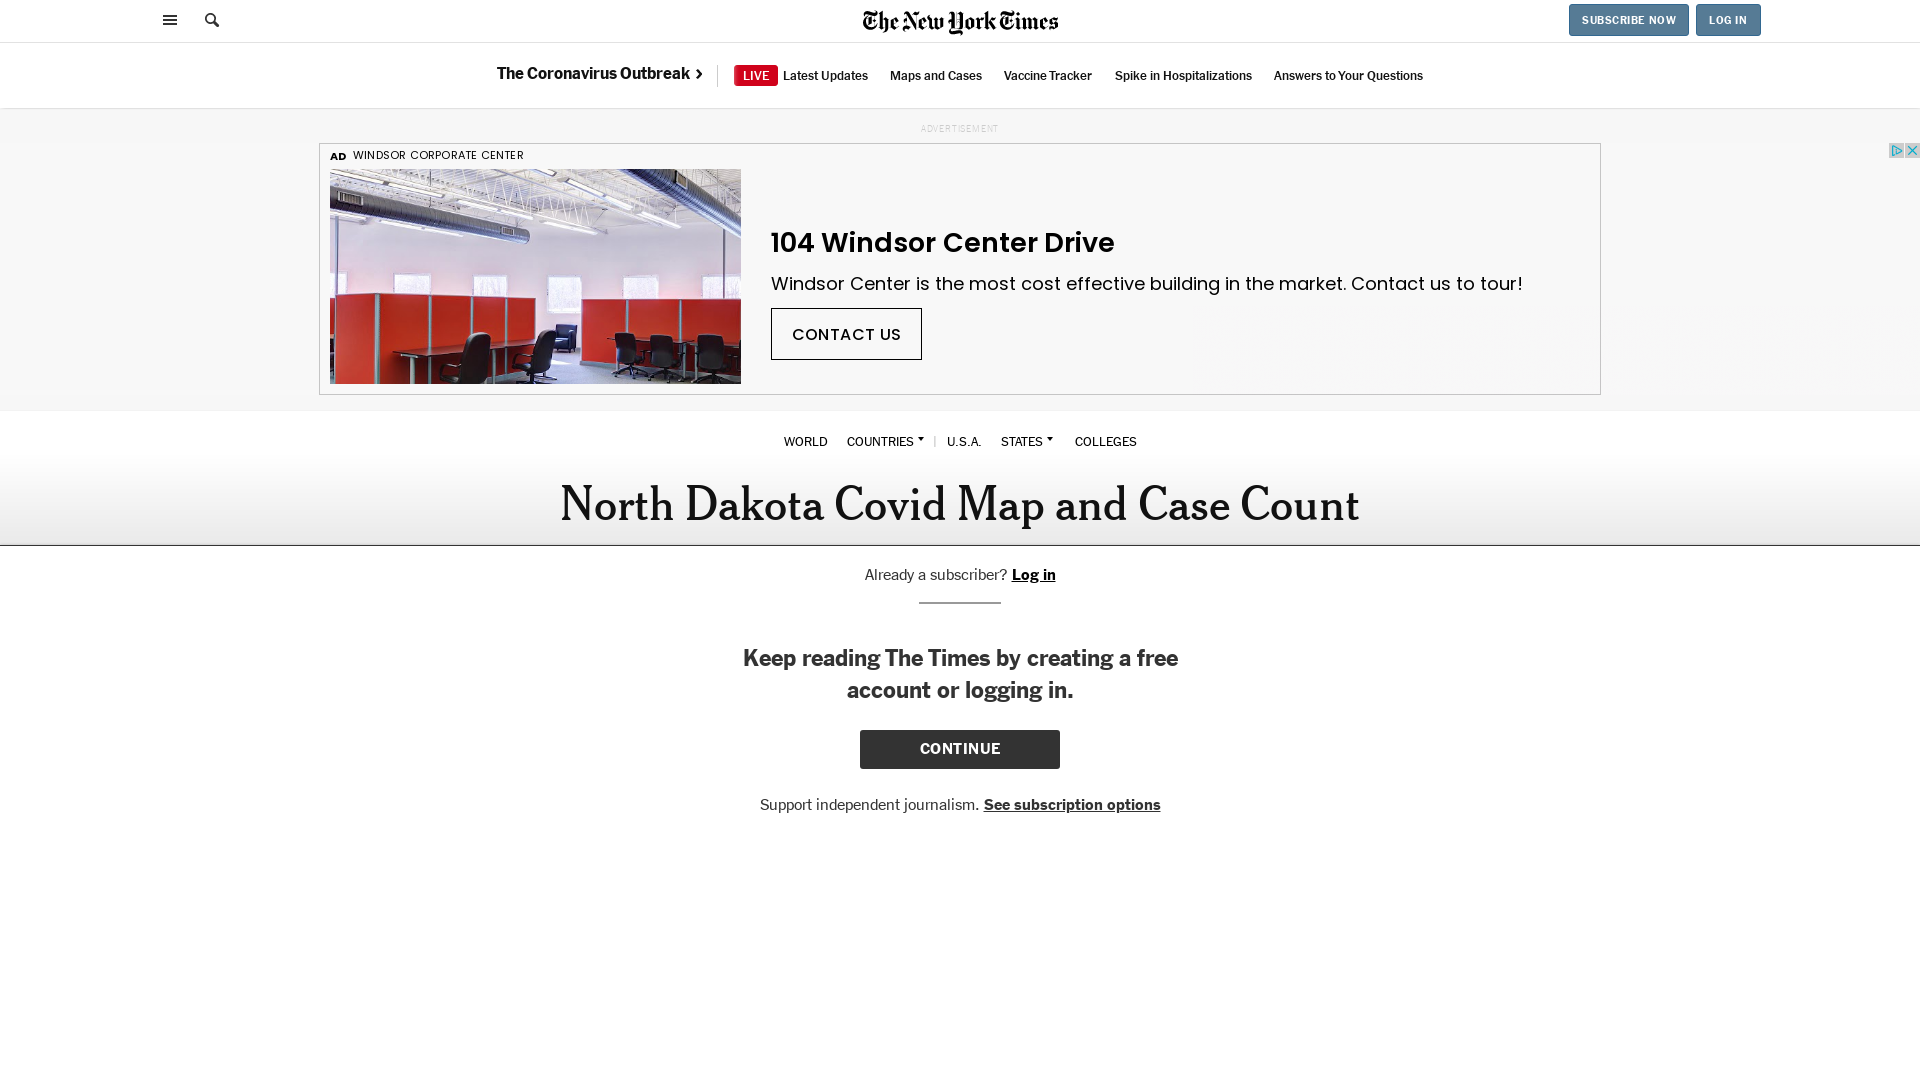 The New York Times
SUBSCRIBE NOW
LOG IN
The Coronavirus Outbreak
LIVE Latest Updates
Maps and Cases
Vaccine Tracker
Spike in Hospitalizations
Answers to Your Questions
ADVERTISEMENT
AD WINDSOR CORPORATE CENTER
104 Windsor Center Drive
Windsor Center is the most cost effective building in the market. Contact us to tour!
CONTACT US
WORLD COUNTRIES | U.S.A. STATES COLLEGES
North Dakota Covid Map and Case Count
Already a subscriber? Log in
Keep reading The Times by creating a free
account or logging in.
CONTINUE
Support independent journalism. See subscription options